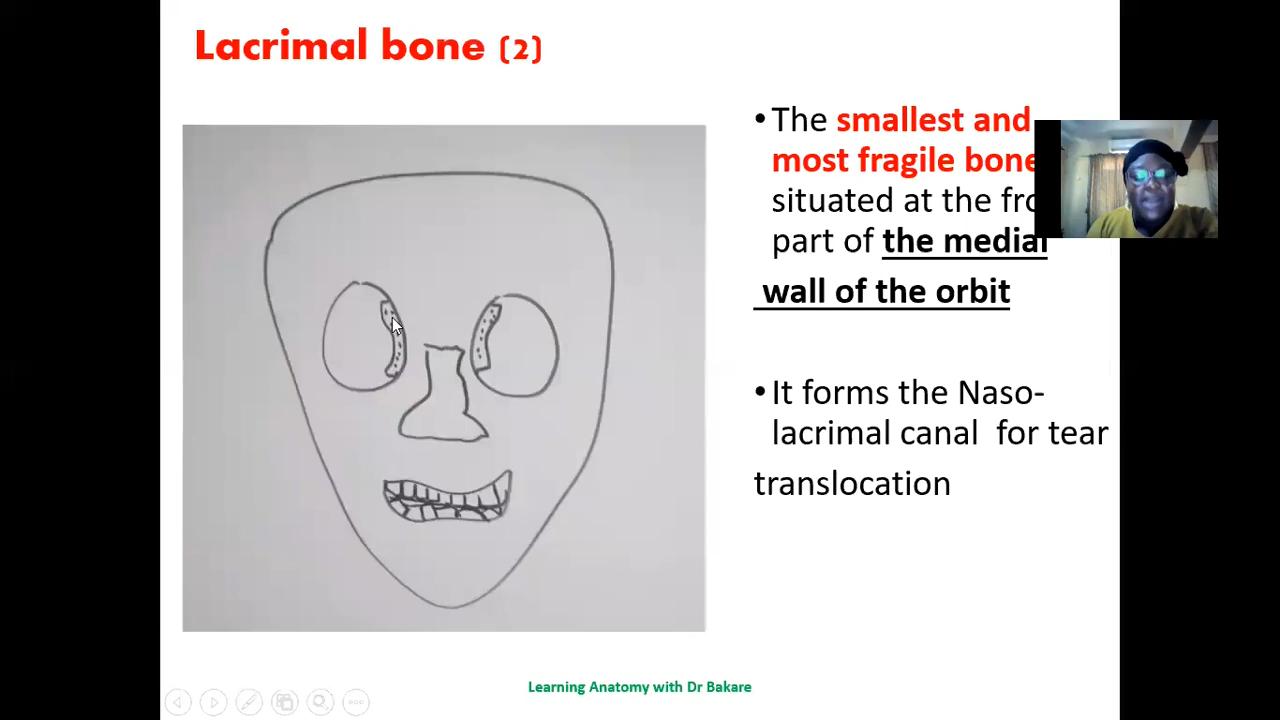 Lacrimal bone (2)
•The smallest and
most fragile bone
situated at the fro
part of the medial
wall of the orbit
•It forms the Naso-
lacrimal canal for tear
translocation
Learning Anatomy with Dr Bakare